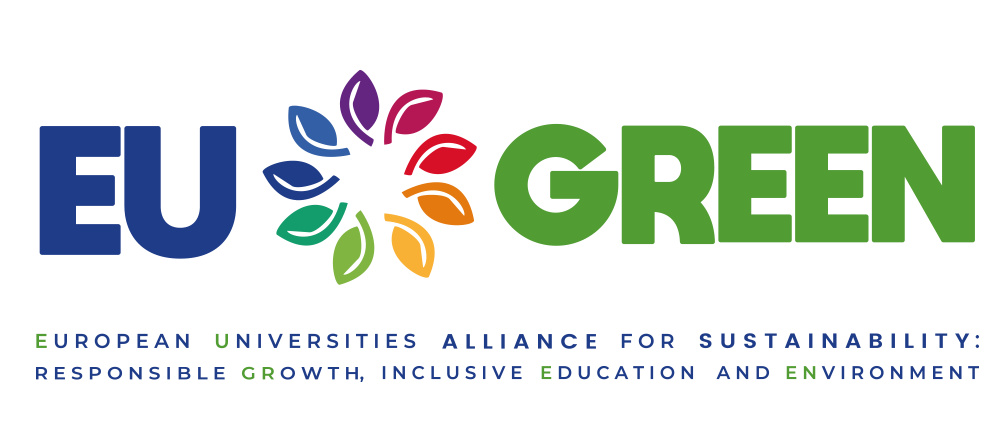 EU GREEN
EUROPEAN UNIVERSITIES ALLIANCE FOR SUSTAINABILITY:
RESPONSIBLE GROWTH, INCLUSIVE EDUCATION AND ENVIRONMENT